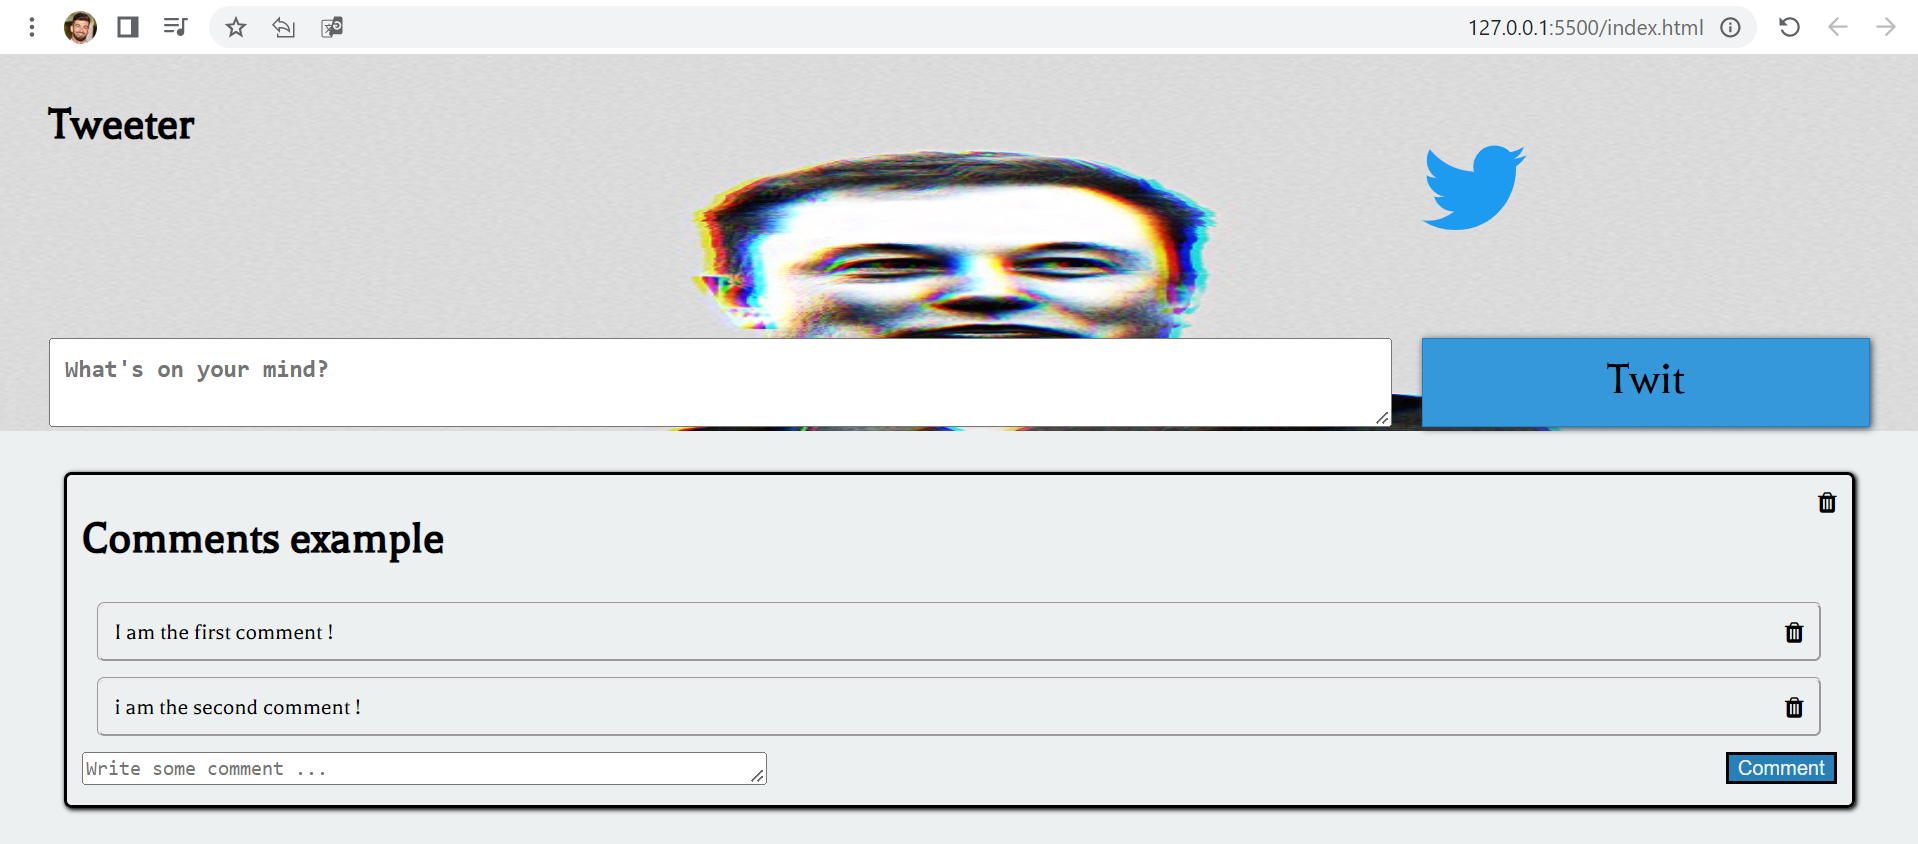 127.0.0.1:5500/index.html
Tweeter
What's on your mind?
Twit
Comments example
I am the first comment !
i am the second comment !
Write some comment ...
Comment